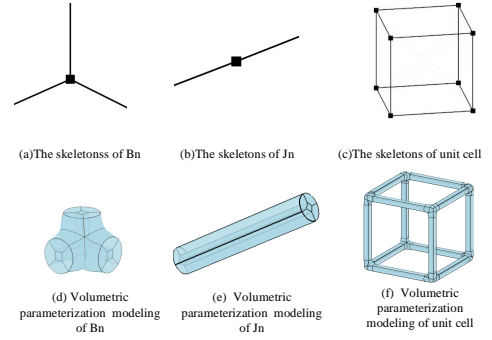 (a)The skeletonss of Bn
(b)The skeletons of Jn
(c)The skeletons of unit cell
(d) Volumetric
parameterization modeling
of Bn
(e) Volumetric
parameterization modeling
of Jn
(f) Volumetric
parameterization
modeling of unit cell